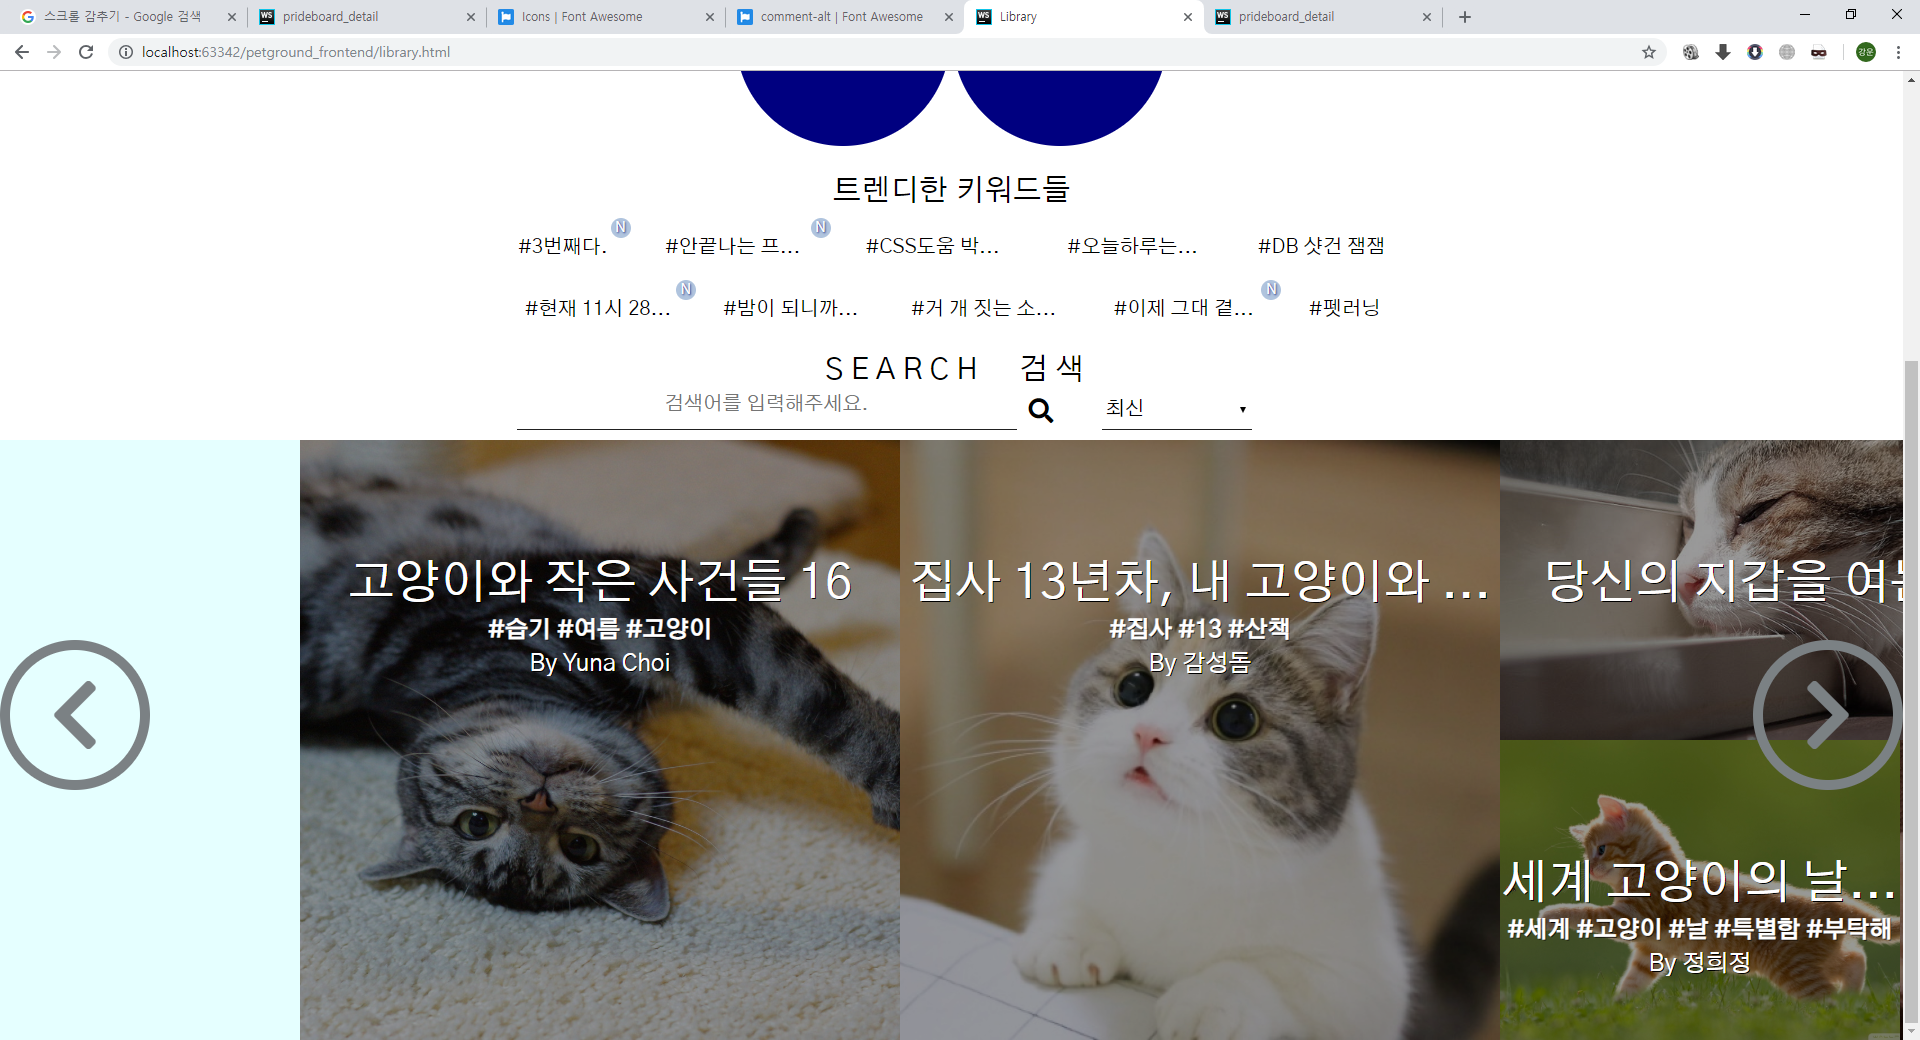 스크롤 감추기 - Google 검색
prideboard_detail
Icons | Font Awesome
comment-alt | Font Awesome
Library
prideboard_detail
localhost:63342/petground_frontend/library.html
강운
트렌디한 키워드들
#3번째다. N #안끝나는 프... N #CSS도움 박... #오늘하루는... #DB 샷건 잼잼
#현재 11시 28... N #밤이 되니까... #거 개 짓는 소... #이제 그대 곁... N #펫러닝
SEARCH 검색
검색어를 입력해주세요.
최신
고양이와 작은 사건들 16
#습기 #여름 #고양이
By Yuna Choi
집사 13년차, 내 고양이와 ...
#집사 #13 #산책
By 감성돔
당신의 지갑을
세계 고양이의 날...
#세계 #고양이 #날 #특별함 #부탁해
By 정희정